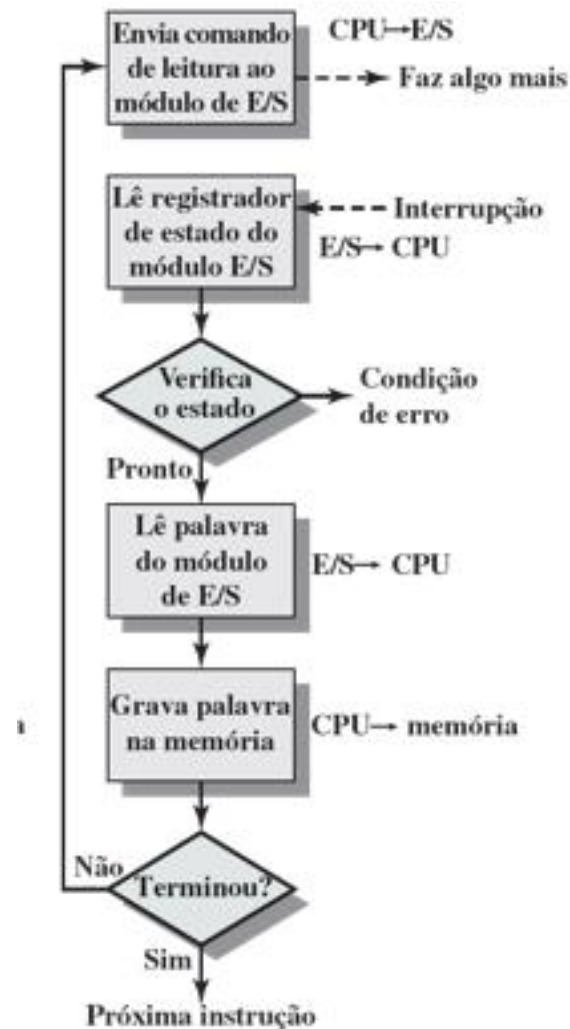 Envia comando
de leitura ao
módulo de E/S
CPU→E/S
Faz algo mais
Lê registrador
de estado do
módulo E/S
Interrupção
E/S→ CPU
Verifica
o estado
Condição
de erro
Pronto
Lê palavra
do módulo
de E/S
E/S→ CPU
Grava palavra
na memória
CPU→ memória
Não
Terminou?
Sim
Próxima instrução